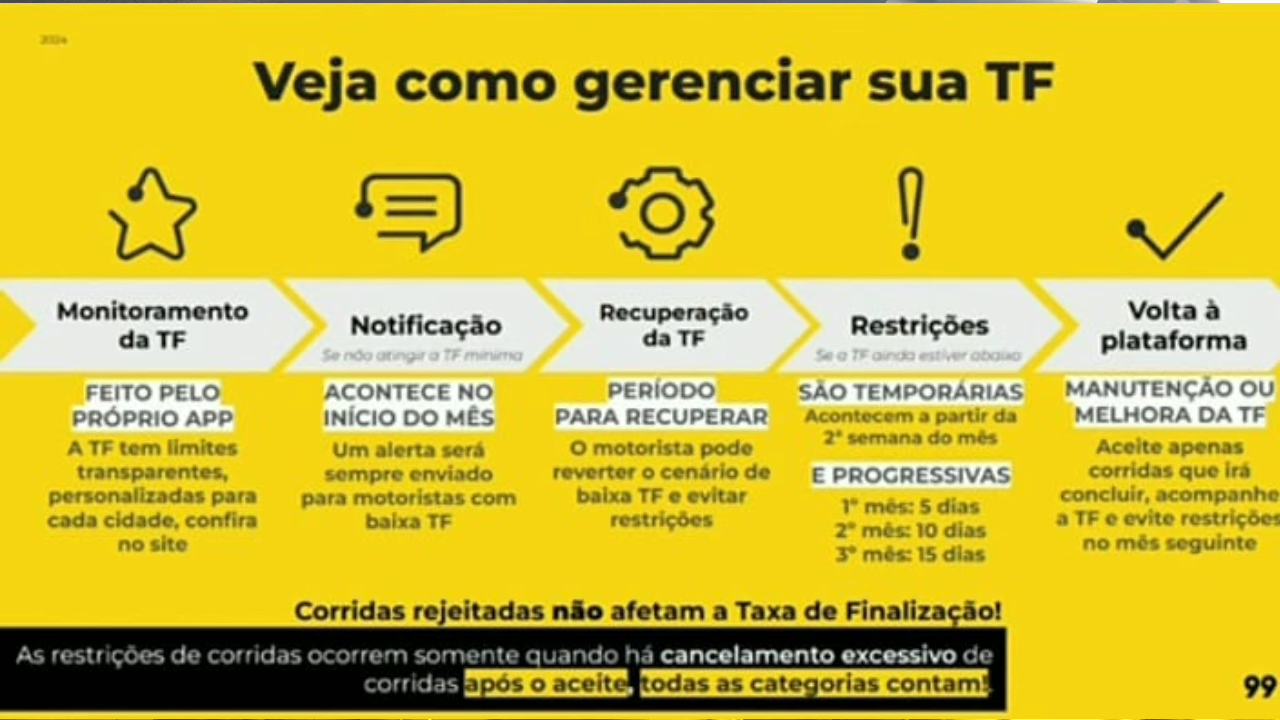 2024
Veja como gerenciar sua TF
Monitoramento
da TF
FEITO PELO
PRÓPRIO APP
A TF tem limites
transparentes,
personalizadas para
cada cidade, confira
no site
Notificação
Se não atingir a TF mínima
ACONTECE NO
INÍCIO DO MÊS
Um alerta será
sempre enviado
para motoristas com
baixa TF
Recuperação
da TF
PERÍODO
PARA RECUPERAR
O motorista pode
reverter o cenário de
baixa TF e evitar
restrições
Restrições
Se a TF ainda estiver abaixo
SÃO TEMPORÁRIAS
Acontecem a partir da
2ª semana do mês
E PROGRESSIVAS
1º mês: 5 dias
2º mês: 10 dias
3º mês: 15 dias
Volta à
plataforma
MANUTENÇÃO OU
MELHORA DA TF
Aceite apenas
corridas que irá
concluir, acompanhe
a TF e evite restrições
no mês seguinte
Corridas rejeitadas não afetam a Taxa de Finalização!
As restrições de corridas ocorrem somente quando há cancelamento excessivo de
corridas após o aceite, todas as categorias contam!
99